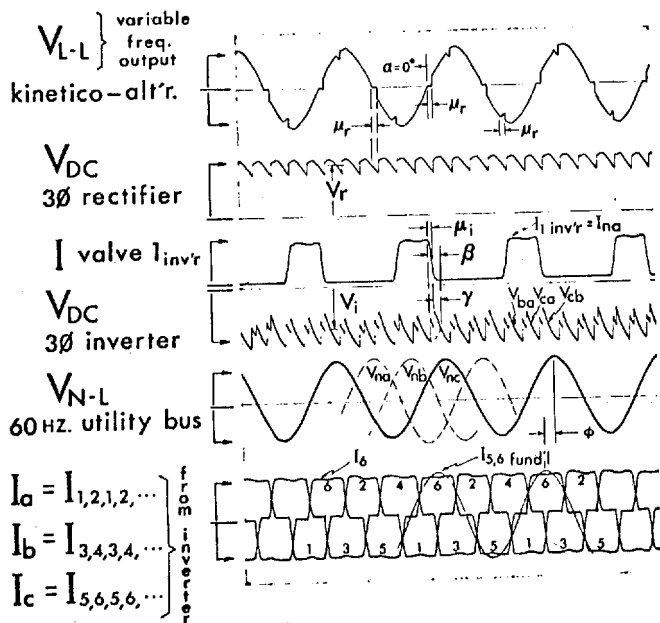 V_L-L } variable freq. output
kinetico–alt'r.
α=0°
μr
μr
μr
V_DC
3Ø rectifier
Vr
I valve 1 inv'r
μi
β
γ
I1 inv'r = Ina
V_DC
3Ø inverter
Vi
Vba Vca Vcb
V_N-L
60 HZ. utility bus
Vna Vnb Vnc
ϕ
I6
I5,6 fund'l
6 2 4 6 2 4 6 2
1 3 5 1 3 5 1 3 5
Ia = I1,2,1,2,...
Ib = I3,4,3,4,...
Ic = I5,6,5,6,...
from inverter